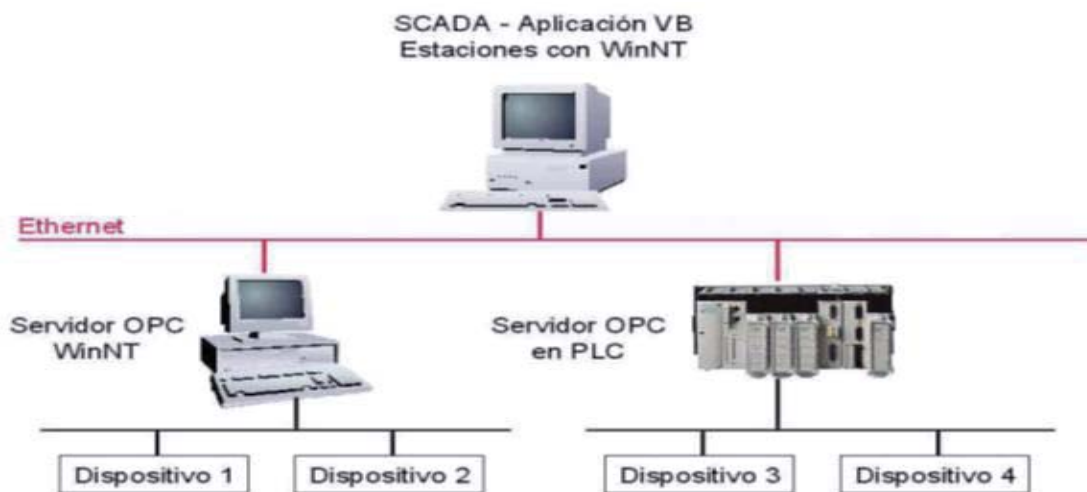 SCADA - Aplicación VB
Estaciones con WinNT
Ethernet
Servidor OPC
WinNT
Servidor OPC
en PLC
Dispositivo 1
Dispositivo 2
Dispositivo 3
Dispositivo 4